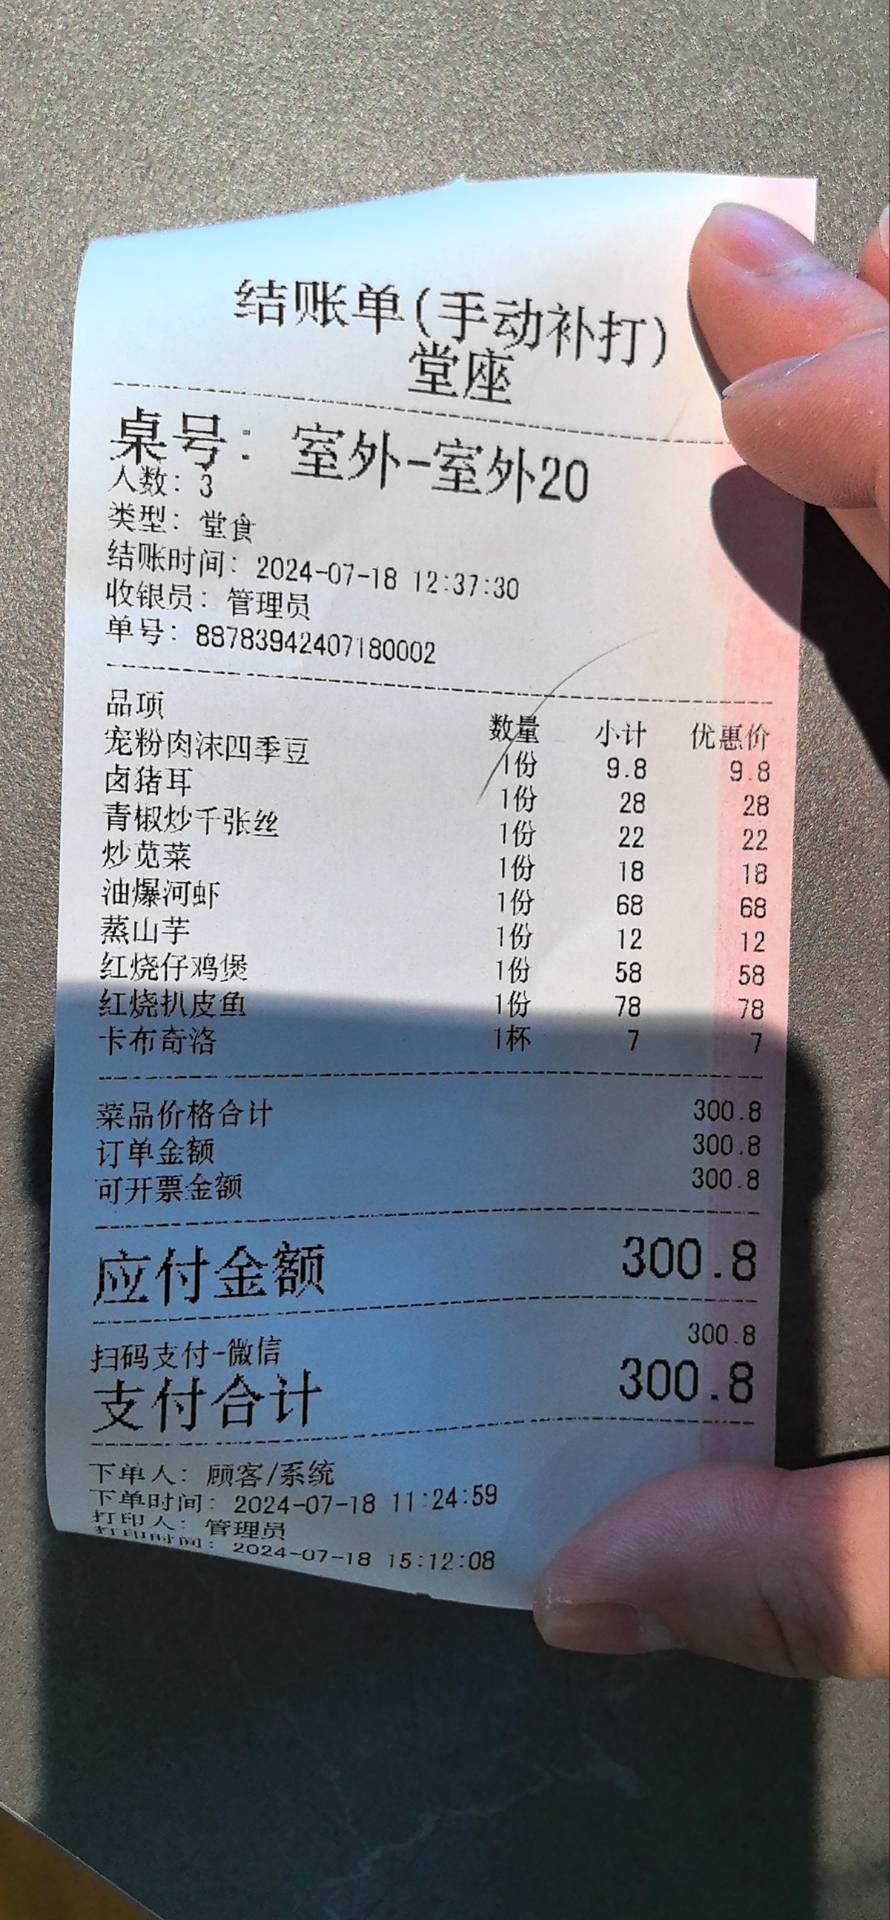 结账单(手动补打)
堂座
桌号: 室外-室外20
人数: 3
类型: 堂食
结账时间: 2024-07-18 12:37:30
收银员: 管理员
单号: 88783942407180002
品项 数量 小计 优惠价
宠粉肉沫四季豆 1份 9.8 9.8
卤猪耳 1份 28 28
青椒炒千张丝 1份 22 22
炒苋菜 1份 18 18
油爆河虾 1份 68 68
蒸山芋 1份 12 12
红烧仔鸡煲 1份 58 58
红烧扒皮鱼 1份 78 78
卡布奇洛 1杯 7 7
菜品价格合计 300.8
订单金额 300.8
可开票金额 300.8
应付金额 300.8
扫码支付-微信 300.8
支付合计 300.8
下单人: 顾客/系统
下单时间: 2024-07-18 11:24:59
打印人: 管理员
打印时间: 2024-07-18 15:12:08